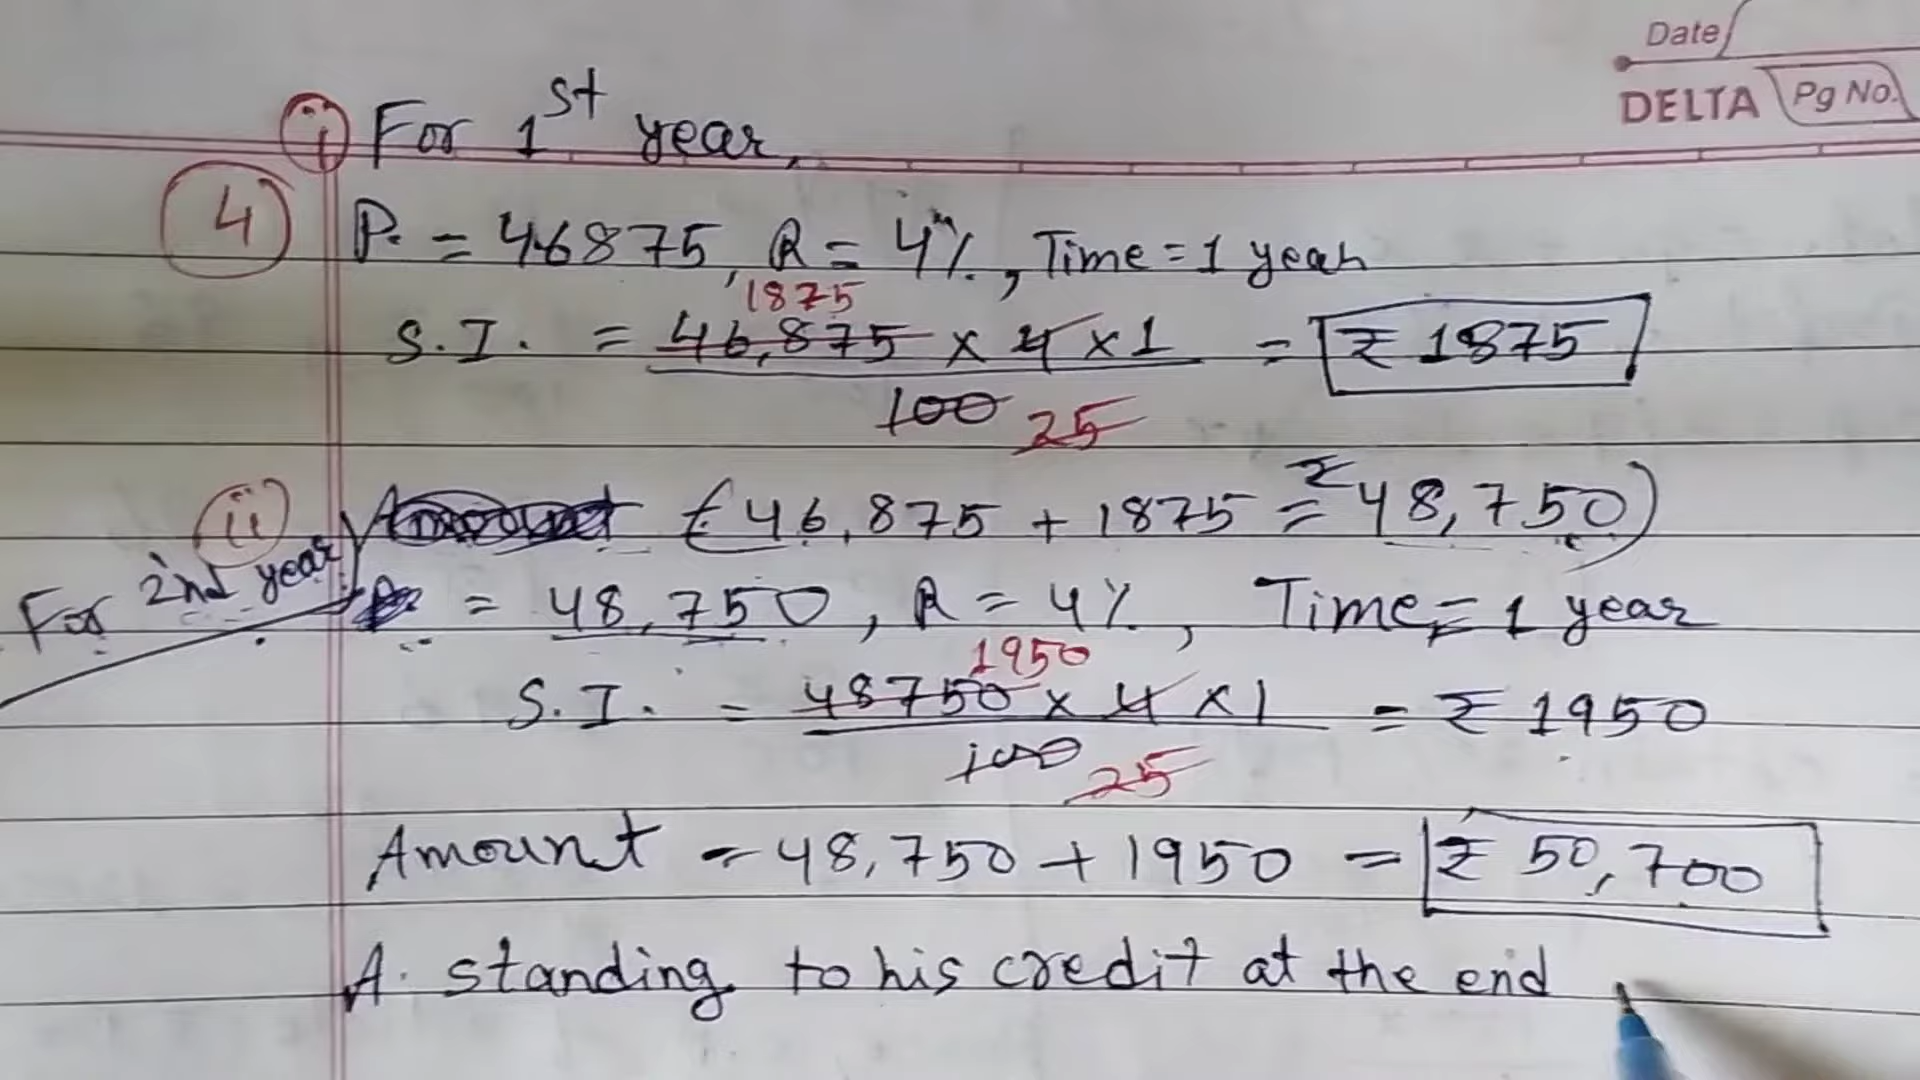 Date
DELTA Pg No.
i For 1st year,
4 P. = 46875, R = 4%, Time = 1 year
1875
S.I. = 46,875 x 4 x 1 = ₹ 1875
100 25
ii (46,875 + 1875 = ₹ 48,750)
For 2nd year
= 48,750, R = 4%, Time = 1 year
1950
S.I. = 48750 x 4 x 1 = ₹ 1950
100 25
Amount = 48,750 + 1950 = ₹ 50,700
A. standing to his credit at the end